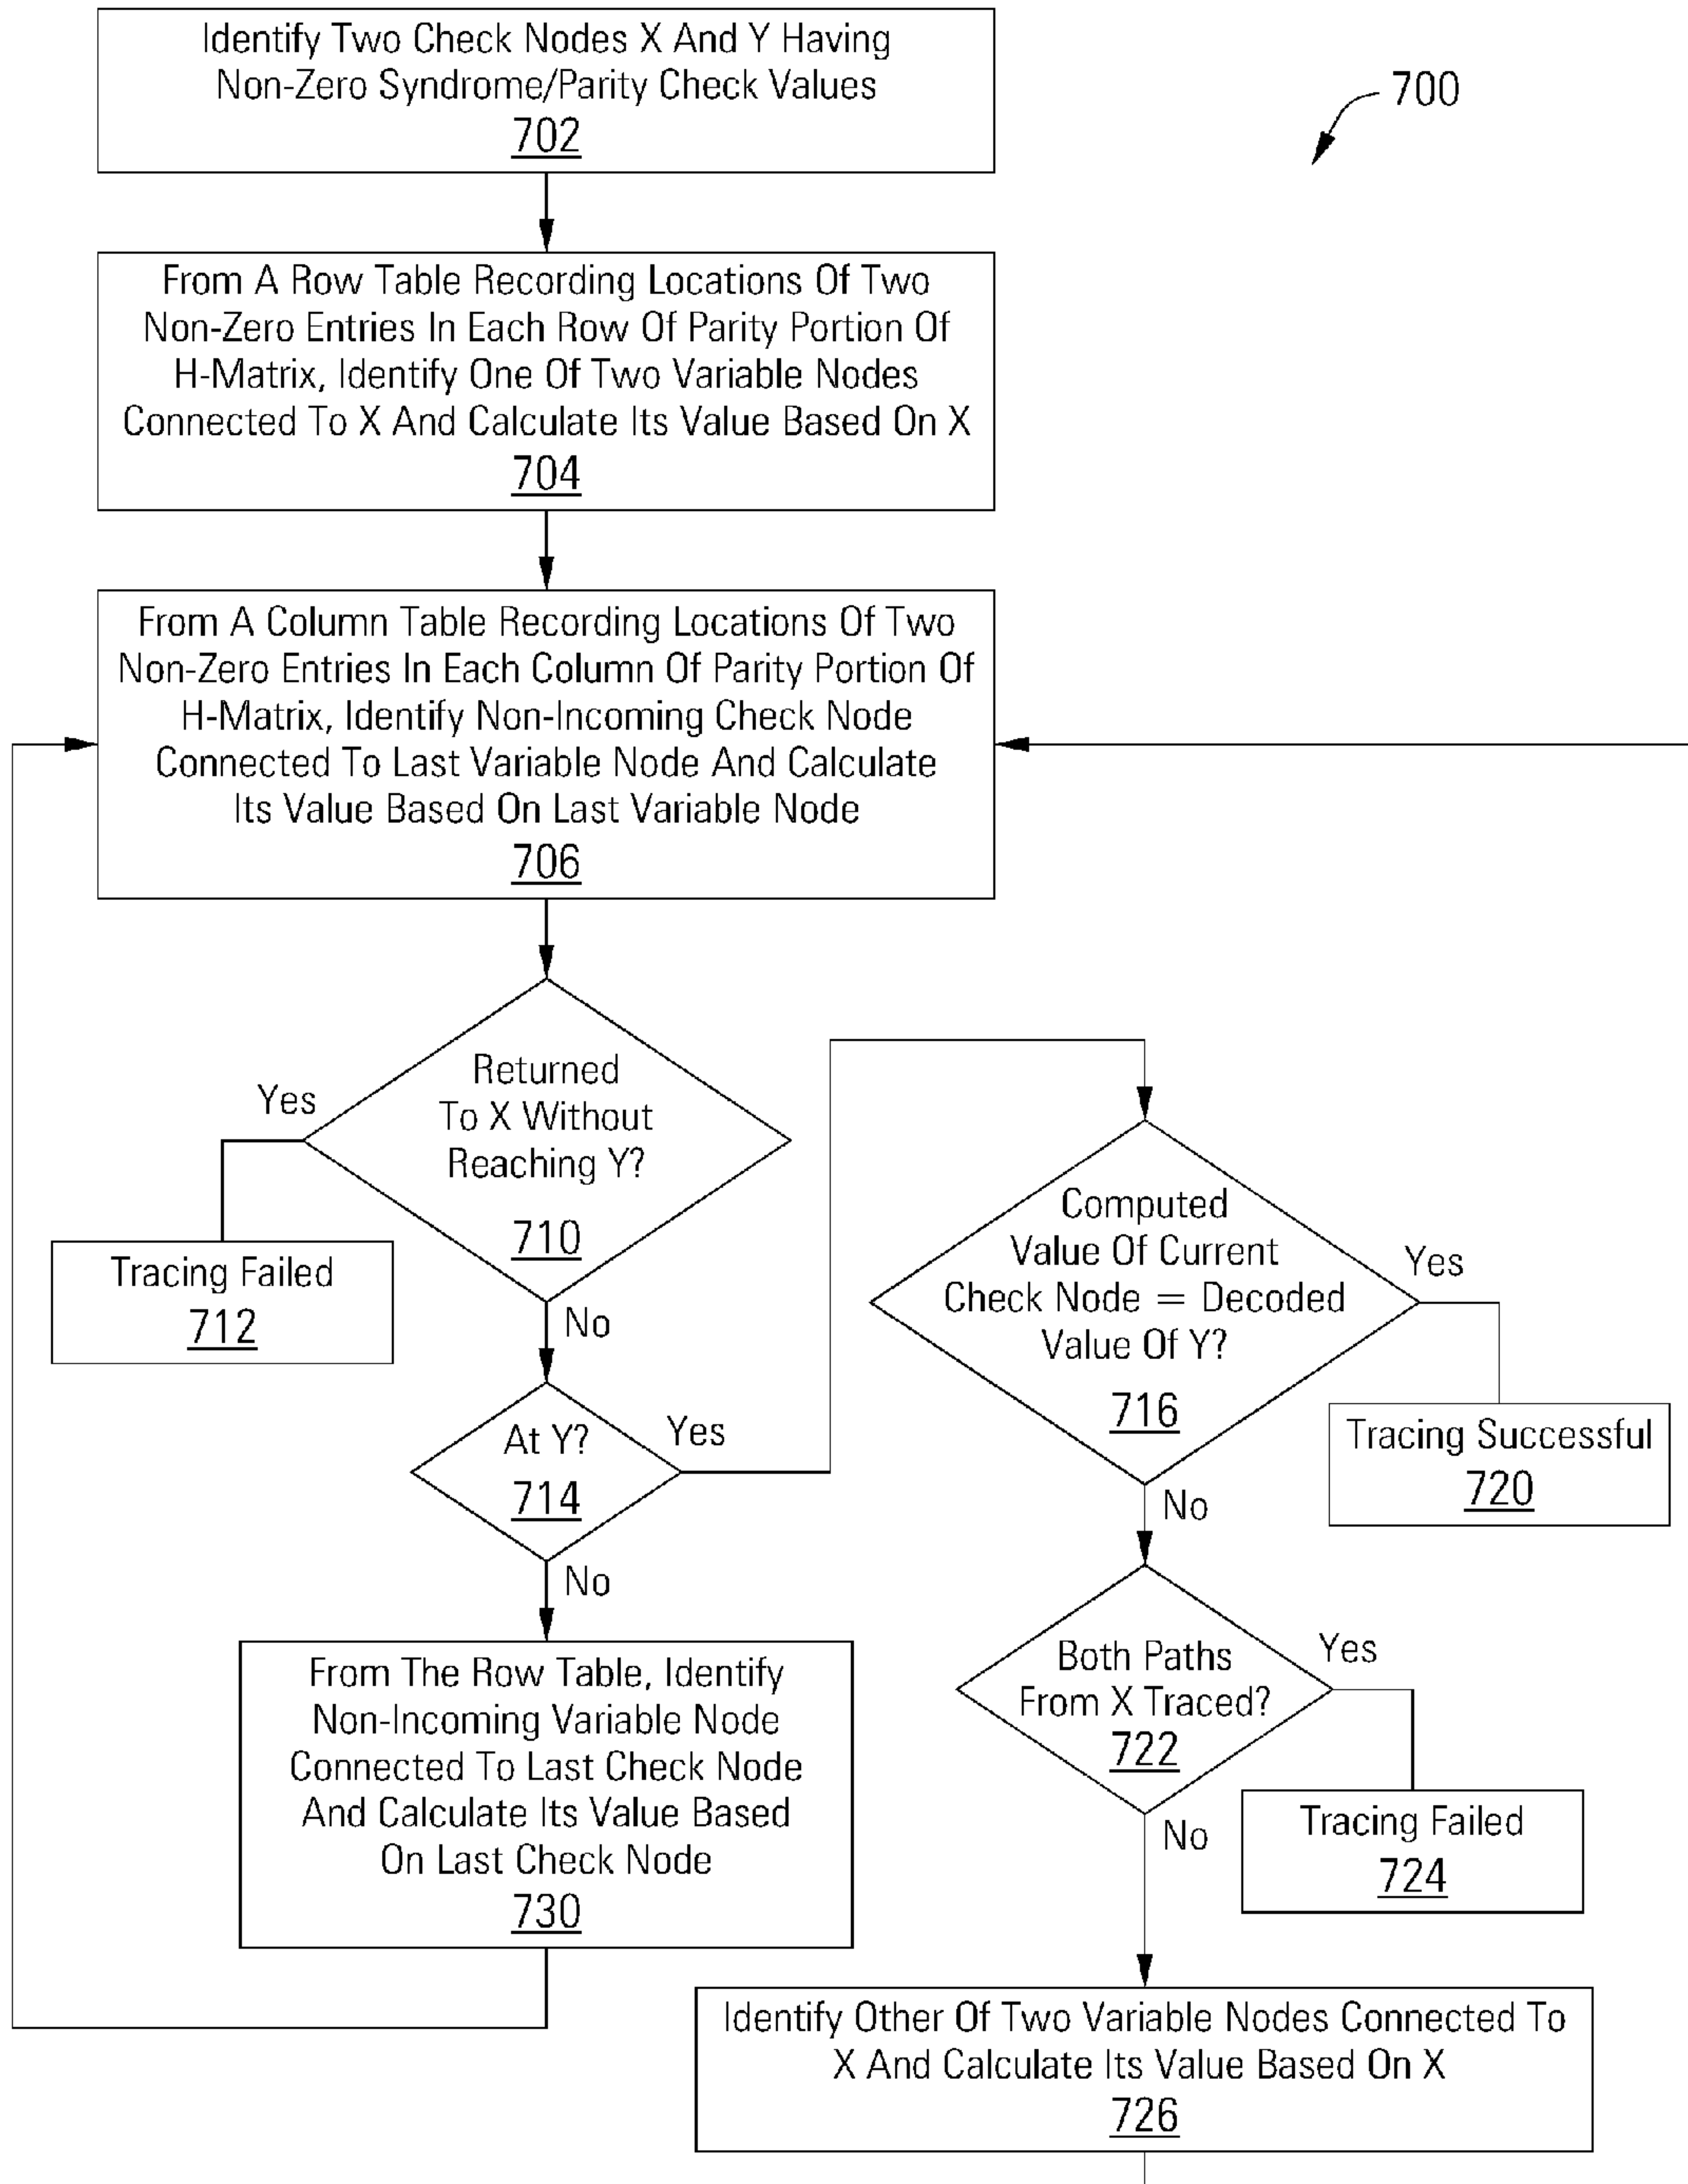 Identify Two Check Nodes X And Y Having
Non-Zero Syndrome/Parity Check Values
702
700
From A Row Table Recording Locations Of Two
Non-Zero Entries In Each Row Of Parity Portion Of
H-Matrix, Identify One Of Two Variable Nodes
Connected To X And Calculate Its Value Based On X
704
From A Column Table Recording Locations Of Two
Non-Zero Entries In Each Column Of Parity Portion Of
H-Matrix, Identify Non-Incoming Check Node
Connected To Last Variable Node And Calculate
Its Value Based On Last Variable Node
706
Returned
To X Without
Reaching Y?
710
Yes
Tracing Failed
712
No
At Y?
714
Yes
No
Computed
Value Of Current
Check Node = Decoded
Value Of Y?
716
Yes
Tracing Successful
720
No
Both Paths
From X Traced?
722
Yes
Tracing Failed
724
No
From The Row Table, Identify
Non-Incoming Variable Node
Connected To Last Check Node
And Calculate Its Value Based
On Last Check Node
730
Identify Other Of Two Variable Nodes Connected To
X And Calculate Its Value Based On X
726